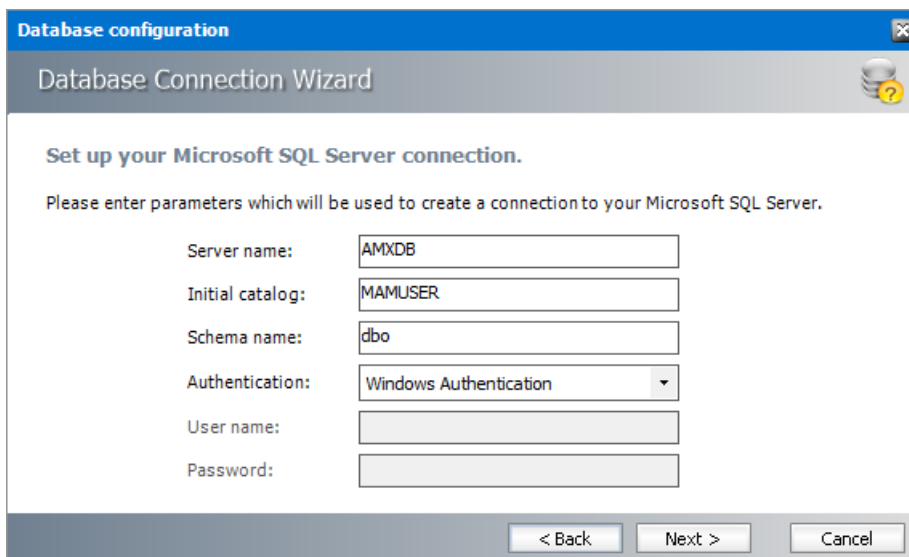 Database configuration
Database Connection Wizard
Set up your Microsoft SQL Server connection.
Please enter parameters which will be used to create a connection to your Microsoft SQL Server.
Server name: AMXDB
Initial catalog: MAMUSER
Schema name: dbo
Authentication: Windows Authentication
User name:
Password:
< Back Next > Cancel